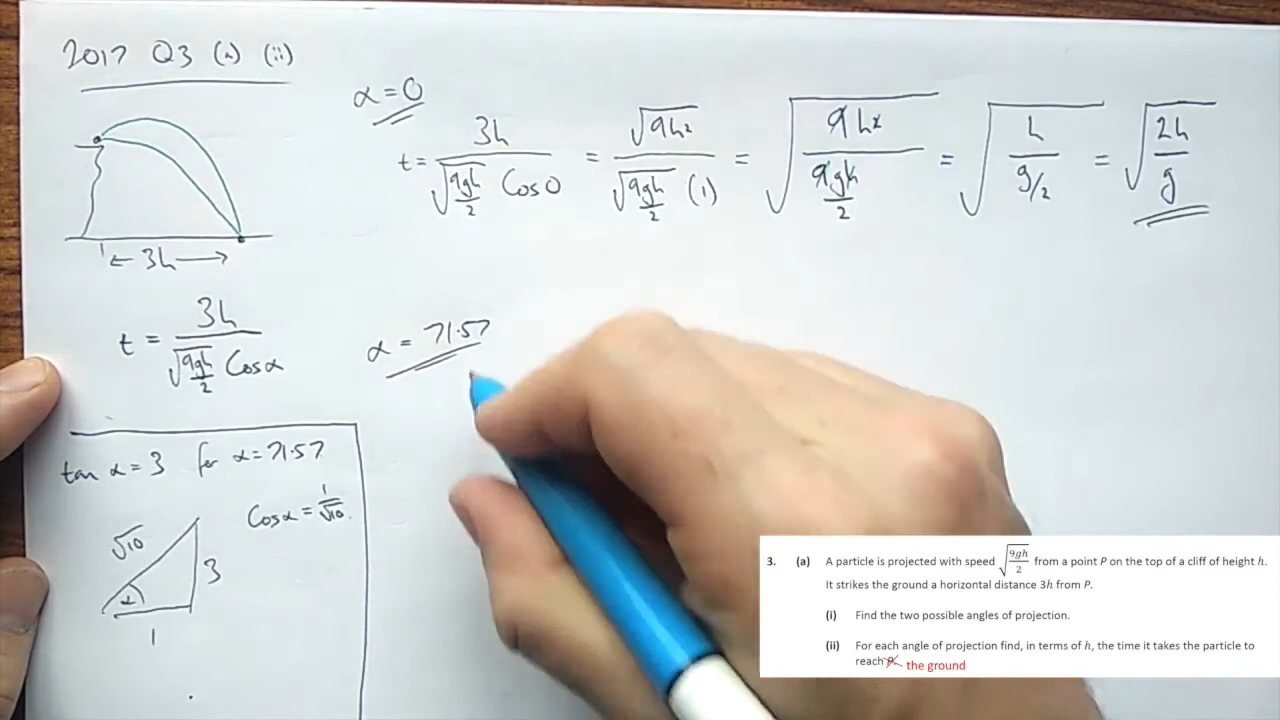 2017 Q3 (a) (ii)
α = 0
t = 3h / √(9gh/2) Cos0 = √9h² / √(9gh/2) (1) = √(9h² / (9gh/2)) = √(h / (g/2)) = √(2h/g)
← 3h →
t = 3h / √(9gh/2) Cosα
α = 71.57
tan α = 3 for α = 71.57
Cosα = 1/√10.
√10
3
α
1
3. (a) A particle is projected with speed √(9gh/2) from a point P on the top of a cliff of height h.
It strikes the ground a horizontal distance 3h from P.
(i) Find the two possible angles of projection.
(ii) For each angle of projection find, in terms of h, the time it takes the particle to
reach the ground